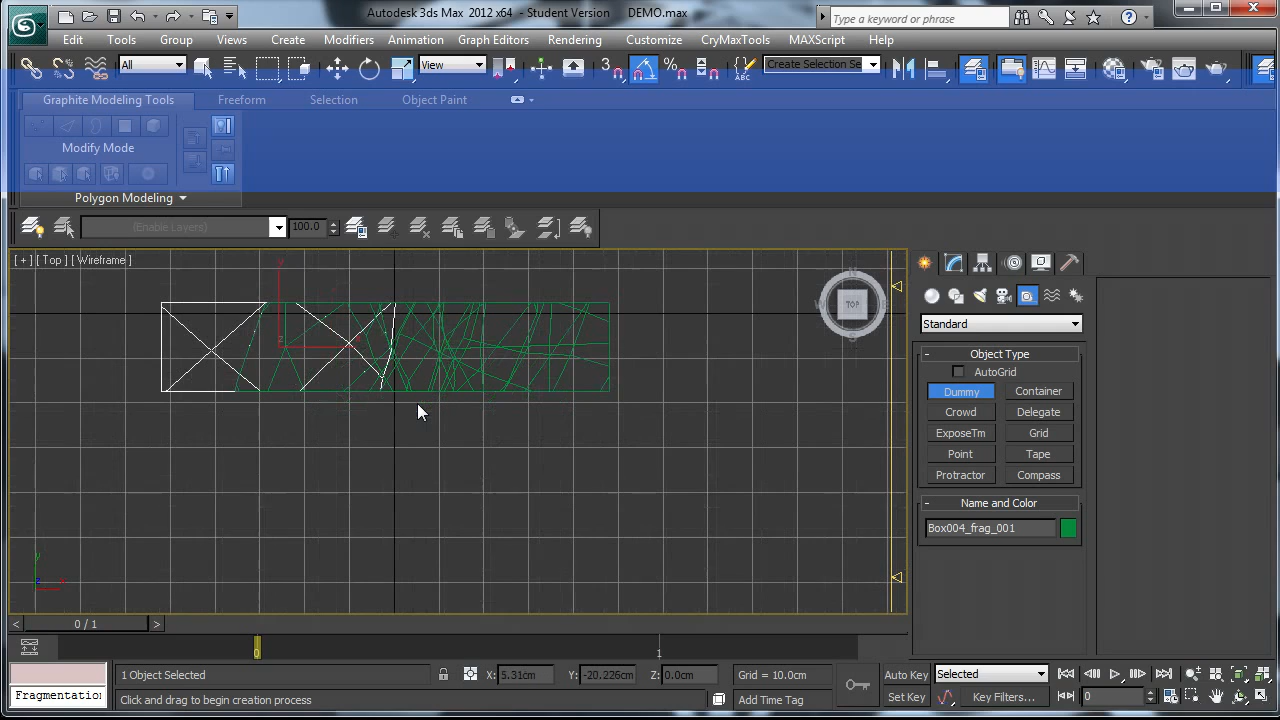 Autodesk 3ds Max 2012 x64 - Student Version DEMO.max
Type a keyword or phrase
Edit Tools Group Views Create Modifiers Animation Graph Editors Rendering Customize CryMaxTools MAXScript Help
All View 3 Create Selection Se
ABC
Graphite Modeling Tools Freeform Selection Object Paint
Modify Mode
Polygon Modeling
(Enable Layers) 100.0
[ + ] [ Top ] [ Wireframe ]
y
x
z
TOP
Standard
- Object Type
AutoGrid
Dummy Container
Crowd Delegate
ExposeTm Grid
Point Tape
Protractor Compass
- Name and Color
Box004_frag_001
y
z x
< 0 / 1 >
0 1
1 Object Selected X: 5.31cm Y: -20.226cm Z: 0.0cm Grid = 10.0cm Auto Key Selected
Fragmentation Click and drag to begin creation process Add Time Tag Set Key Key Filters... 0